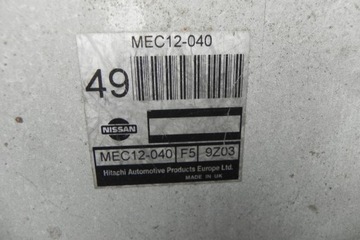 MEC12-040
49
NISSAN
MEC12-040 F5 9Z03
Hitachi Automotive Products Europe Ltd.
MADE IN UK